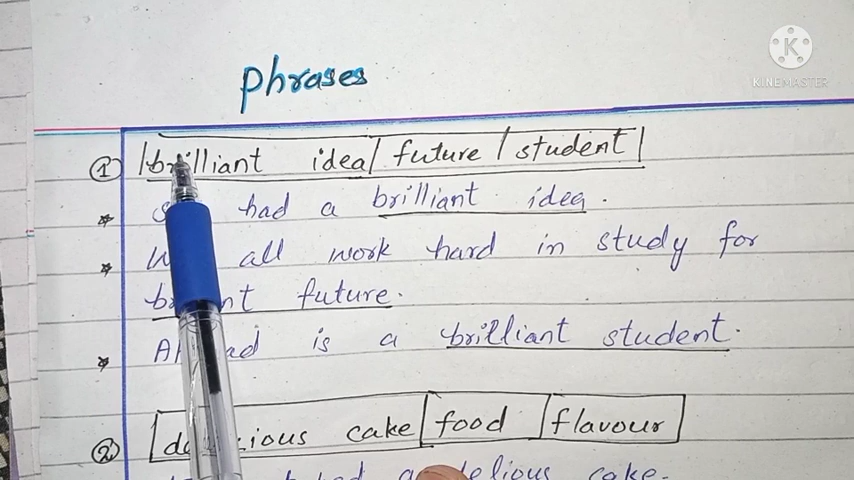 phrases
KINEMASTER
① brilliant idea / future / student
had a brilliant idea.
all work hard in study for
future.
is a brilliant student.
② cake food flavour
a cake.